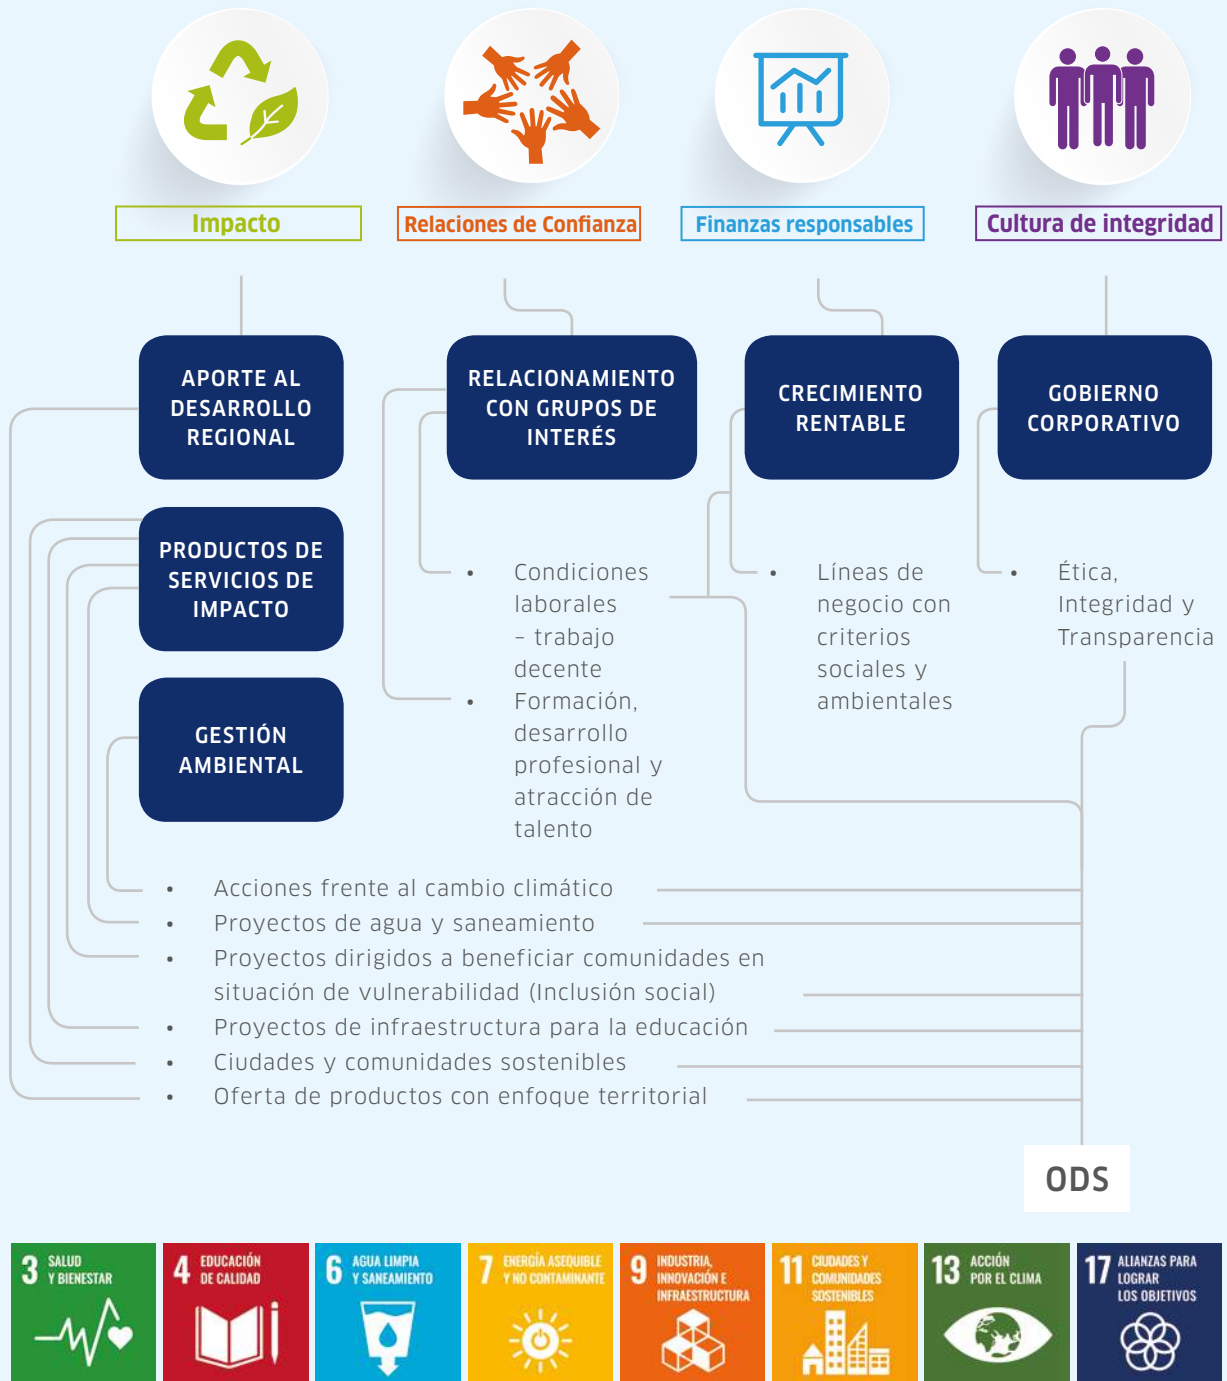 Impacto
Relaciones de Confianza
Finanzas responsables
Cultura de integridad
APORTE AL
DESARROLLO
REGIONAL
RELACIONAMIENTO
CON GRUPOS DE
INTERÉS
CRECIMIENTO
RENTABLE
GOBIERNO
CORPORATIVO
PRODUCTOS DE
SERVICIOS DE
IMPACTO
GESTIÓN
AMBIENTAL
• Condiciones
laborales
– trabajo
decente
• Formación,
desarrollo
profesional y
atracción de
talento
• Líneas de
negocio con
criterios
sociales y
ambientales
• Ética,
Integridad y
Transparencia
• Acciones frente al cambio climático
• Proyectos de agua y saneamiento
• Proyectos dirigidos a beneficiar comunidades en
situación de vulnerabilidad (Inclusión social)
• Proyectos de infraestructura para la educación
• Ciudades y comunidades sostenibles
• Oferta de productos con enfoque territorial
ODS
3 SALUD
Y BIENESTAR
4 EDUCACIÓN
DE CALIDAD
6 AGUA LIMPIA
Y SANEAMIENTO
7 ENERGÍA ASEQUIBLE
Y NO CONTAMINANTE
9 INDUSTRIA,
INNOVACIÓN E
INFRAESTRUCTURA
11 CIUDADES Y
COMUNIDADES
SOSTENIBLES
13 ACCIÓN
POR EL CLIMA
17 ALIANZAS PARA
LOGRAR
LOS OBJETIVOS